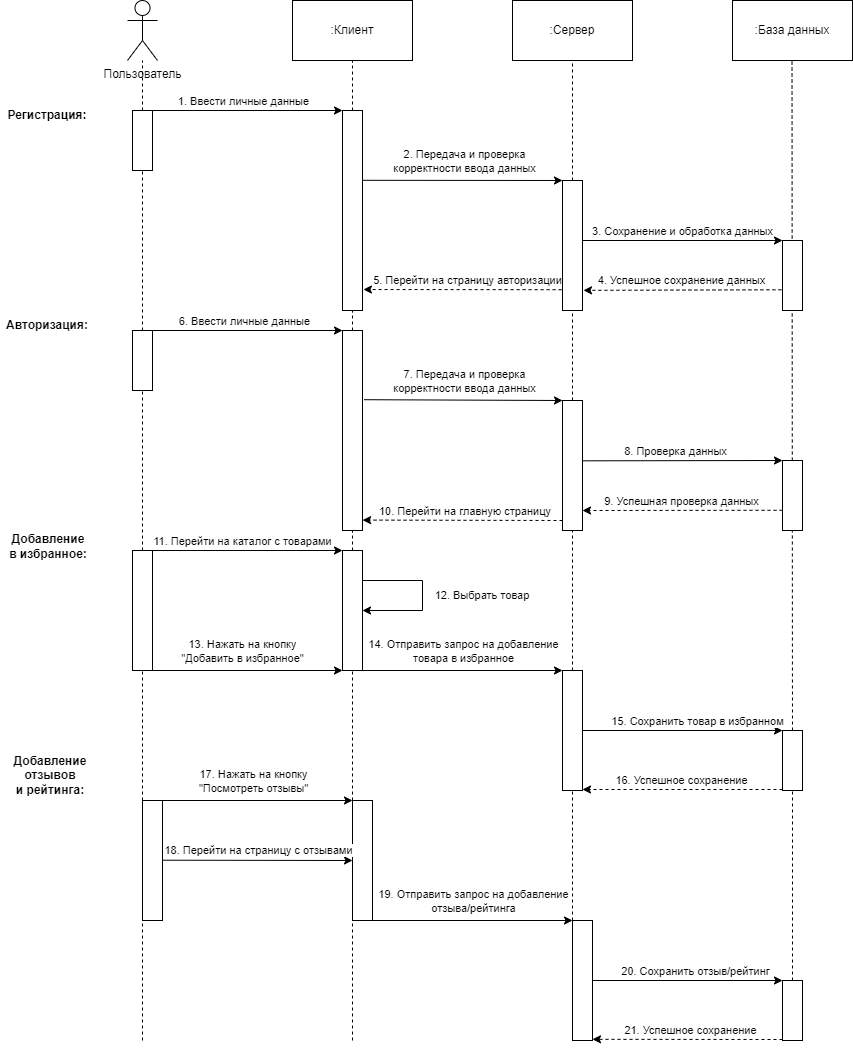 :Клиент
:Сервер
:База данных
Пользователь
Регистрация:
1. Ввести личные данные
2. Передача и проверка
корректности ввода данных
3. Сохранение и обработка данных
4. Успешное сохранение данных
5. Перейти на страницу авторизации
Авторизация:
6. Ввести личные данные
7. Передача и проверка
корректности ввода данных
8. Проверка данных
9. Успешная проверка данных
10. Перейти на главную страницу
Добавление
в избранное:
11. Перейти на каталог с товарами
12. Выбрать товар
13. Нажать на кнопку
"Добавить в избранное"
14. Отправить запрос на добавление
товара в избранное
15. Сохранить товар в избранном
16. Успешное сохранение
Добавление
отзывов
и рейтинга:
17. Нажать на кнопку
"Посмотреть отзывы"
18. Перейти на страницу с отзывами
19. Отправить запрос на добавление
отзыва/рейтинга
20. Сохранить отзыв/рейтинг
21. Успешное сохранение